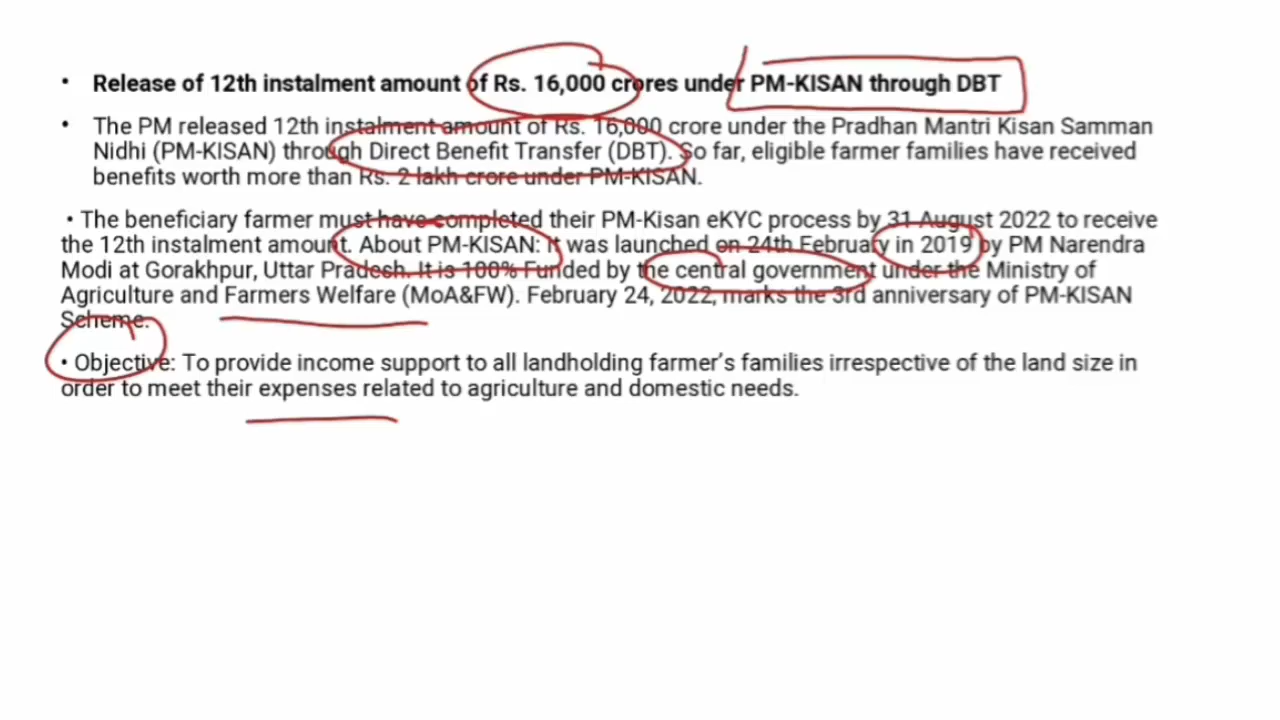 • Release of 12th instalment amount of Rs. 16,000 crores under PM-KISAN through DBT
• The PM released 12th instalment amount of Rs. 16,000 crore under the Pradhan Mantri Kisan Samman
Nidhi (PM-KISAN) through Direct Benefit Transfer (DBT). So far, eligible farmer families have received
benefits worth more than Rs. 2 lakh crore under PM-KISAN.
• The beneficiary farmer must have completed their PM-Kisan eKYC process by 31 August 2022 to receive
the 12th instalment amount. About PM-KISAN: It was launched on 24th February in 2019 by PM Narendra
Modi at Gorakhpur, Uttar Pradesh. It is 100% Funded by the central government under the Ministry of
Agriculture and Farmers Welfare (MoA&FW). February 24, 2022, marks the 3rd anniversary of PM-KISAN
Scheme.
• Objective: To provide income support to all landholding farmer's families irrespective of the land size in
order to meet their expenses related to agriculture and domestic needs.